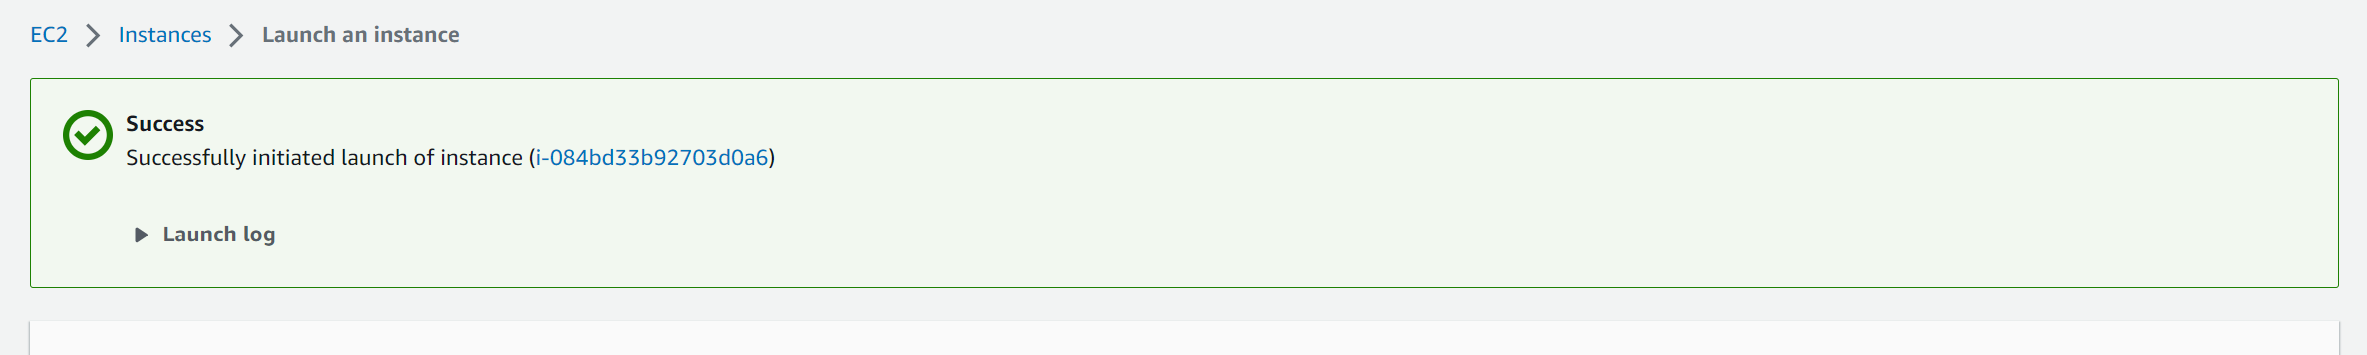 EC2 Instances Launch an instance
Success
Successfully initiated launch of instance (i-084bd33b92703d0a6)
Launch log